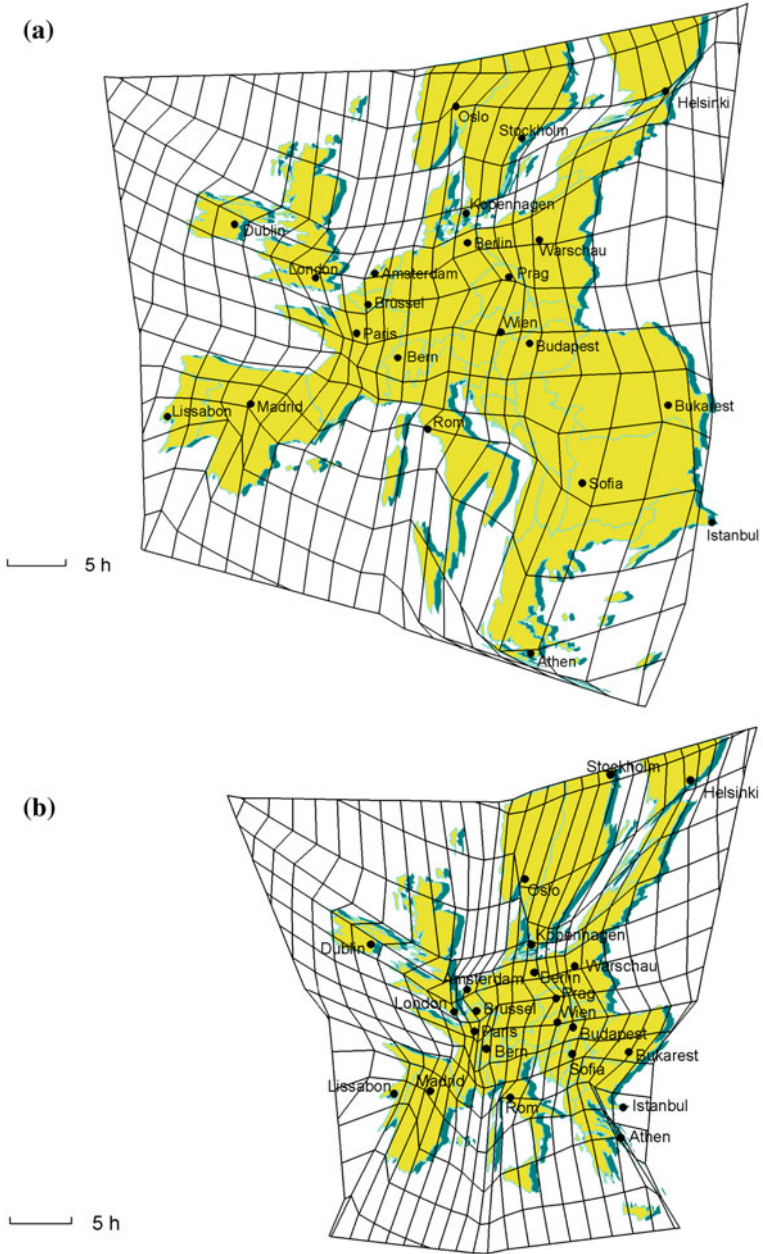 (a)
Helsinki
Oslo
Stockholm
Kopenhagen
Dublin
Berlin
Warschau
London
Amsterdam
Prag
Brüssel
Paris
Wien
Budapest
Bern
Lissabon
Madrid
Rom
Bukarest
Sofia
Istanbul
5 h
Athen
(b)
Stockholm
Helsinki
Oslo
Dublin
Kopenhagen
Berlin
Warschau
Amsterdam
London
Brüssel
Prag
Wien
Paris
Budapest
Bern
Sofia
Bukarest
Lissabon
Madrid
Rom
Istanbul
Athen
5 h